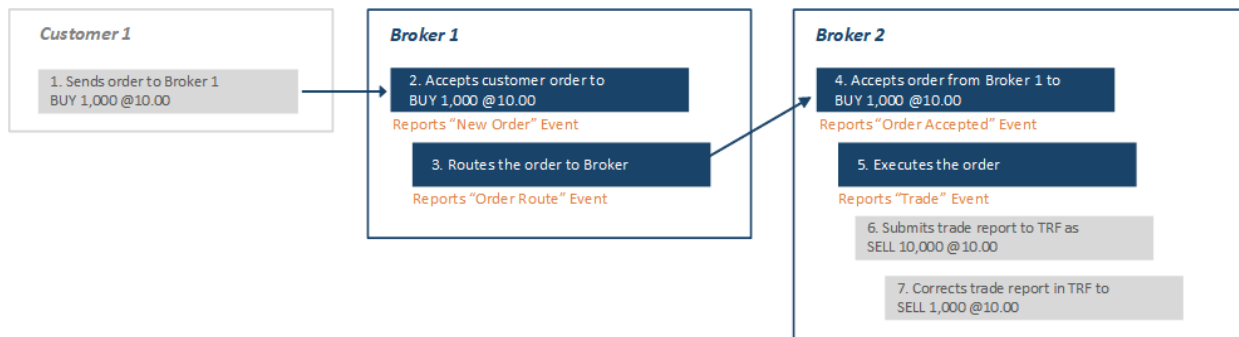 Customer 1
1. Sends order to Broker 1
BUY 1,000 @10.00
Broker 1
2. Accepts customer order to
BUY 1,000 @10.00
Reports “New Order” Event
3. Routes the order to Broker
Reports “Order Route” Event
Broker 2
4. Accepts order from Broker 1 to
BUY 1,000 @10.00
Reports “Order Accepted” Event
5. Executes the order
Reports “Trade” Event
6. Submits trade report to TRF as
SELL 10,000 @10.00
7. Corrects trade report in TRF to
SELL 1,000 @10.00